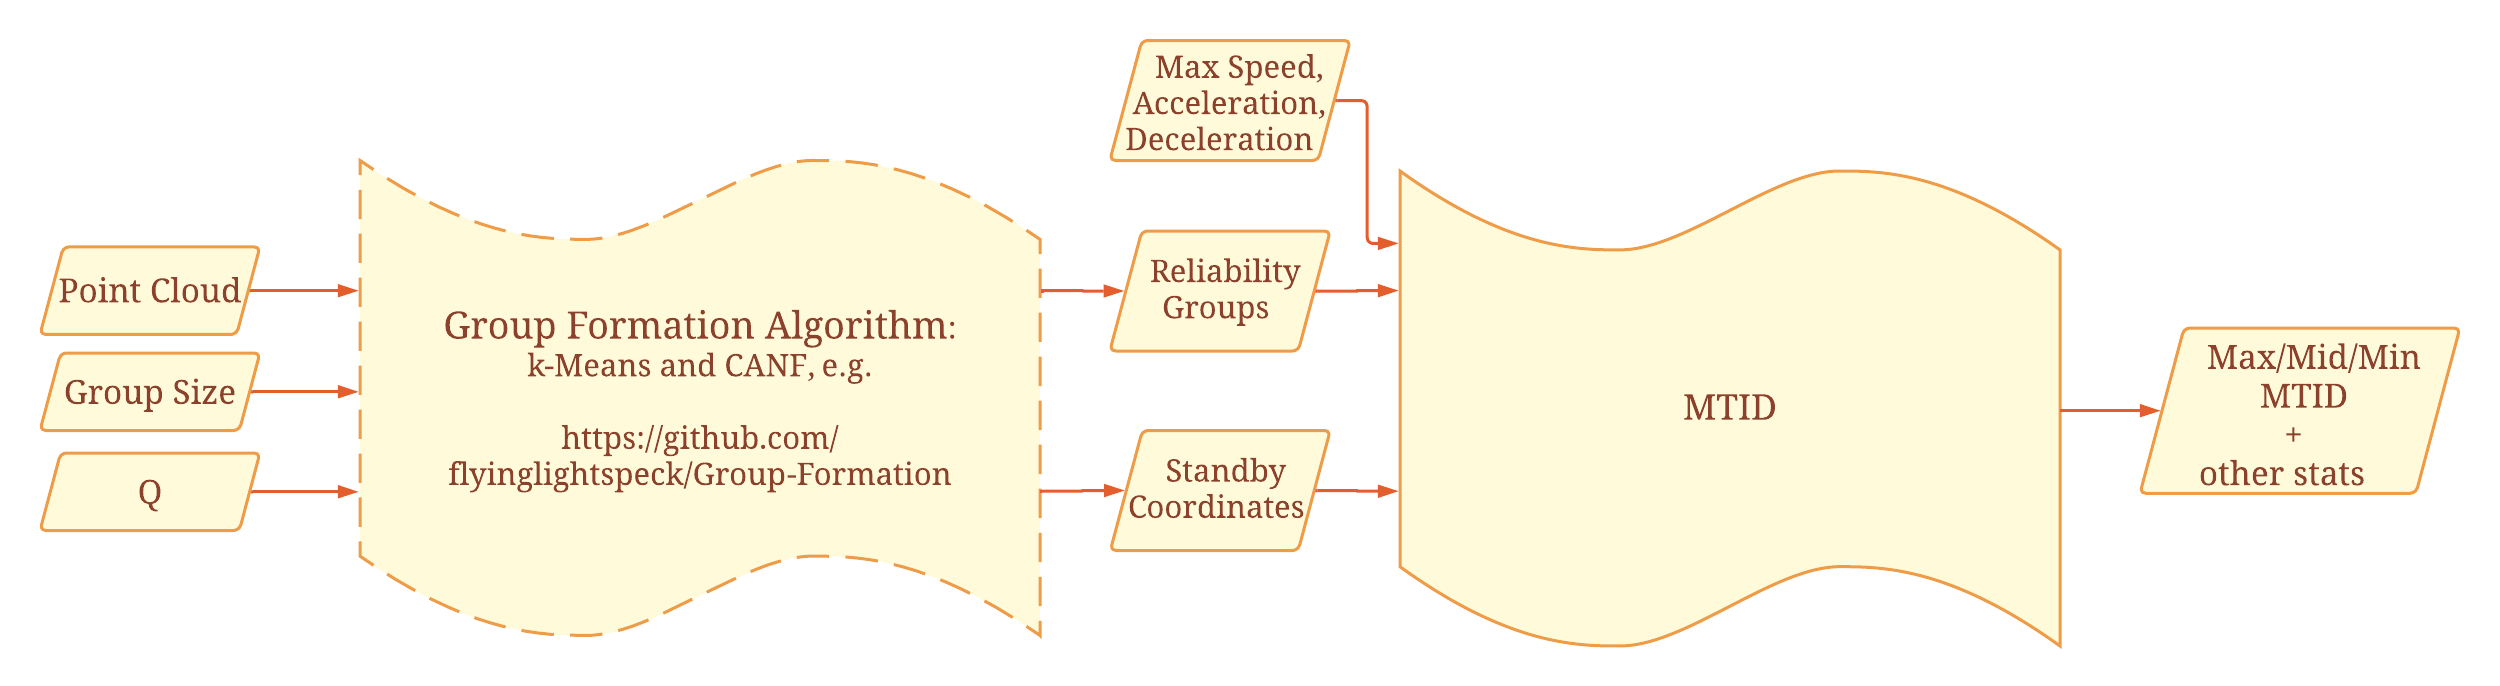 Point Cloud
Group Size
Q
Group Formation Algorithm:
k-Means and CANF, e.g.
https://github.com/
flyinglightspeck/Group-Formation
Max Speed,
Acceleration,
Deceleration
Reliability
Groups
Standby
Coordinates
MTID
Max/Mid/Min
MTID
+
other stats